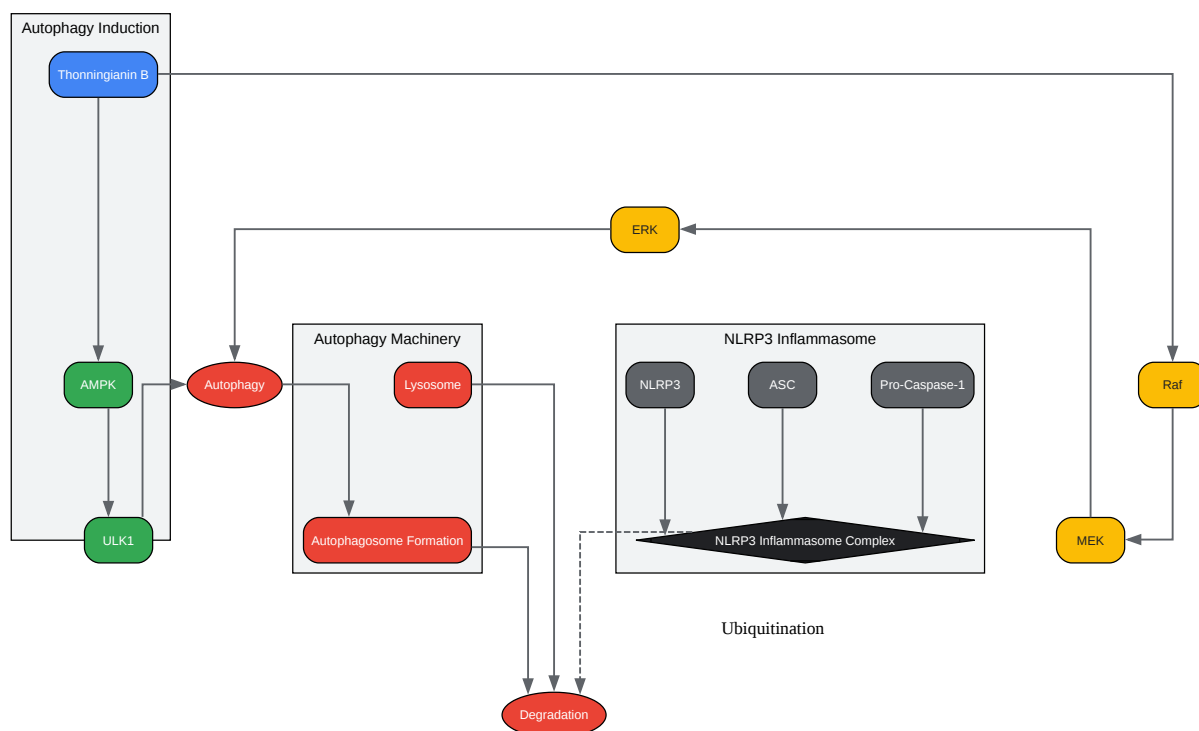 Autophagy Induction
Thonningianin B
ERK
Autophagy Machinery
NLRP3 Inflammasome
AMPK
Autophagy
Lysosome
NLRP3
ASC
Pro-Caspase-1
Raf
ULK1
Autophagosome Formation
NLRP3 Inflammasome Complex
MEK
Ubiquitination
Degradation